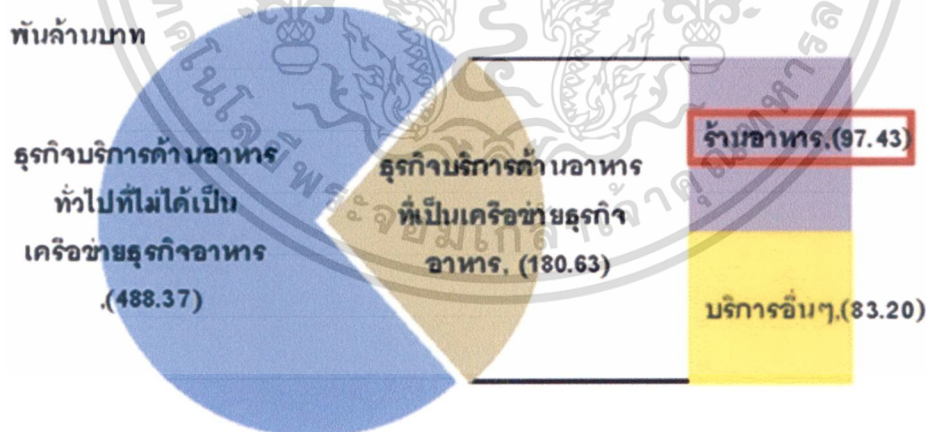 พันล้านบาท
ธุรกิจบริการด้านอาหาร
ทั่วไปที่ไม่ได้เป็น
เครือข่ายธุรกิจอาหาร
,(488.37)
ธุรกิจบริการด้านอาหาร
ที่เป็นเครือข่ายธุรกิจ
อาหาร, (180.63)
ร้านอาหาร,(97.43)
บริการอื่นๆ,(83.20)